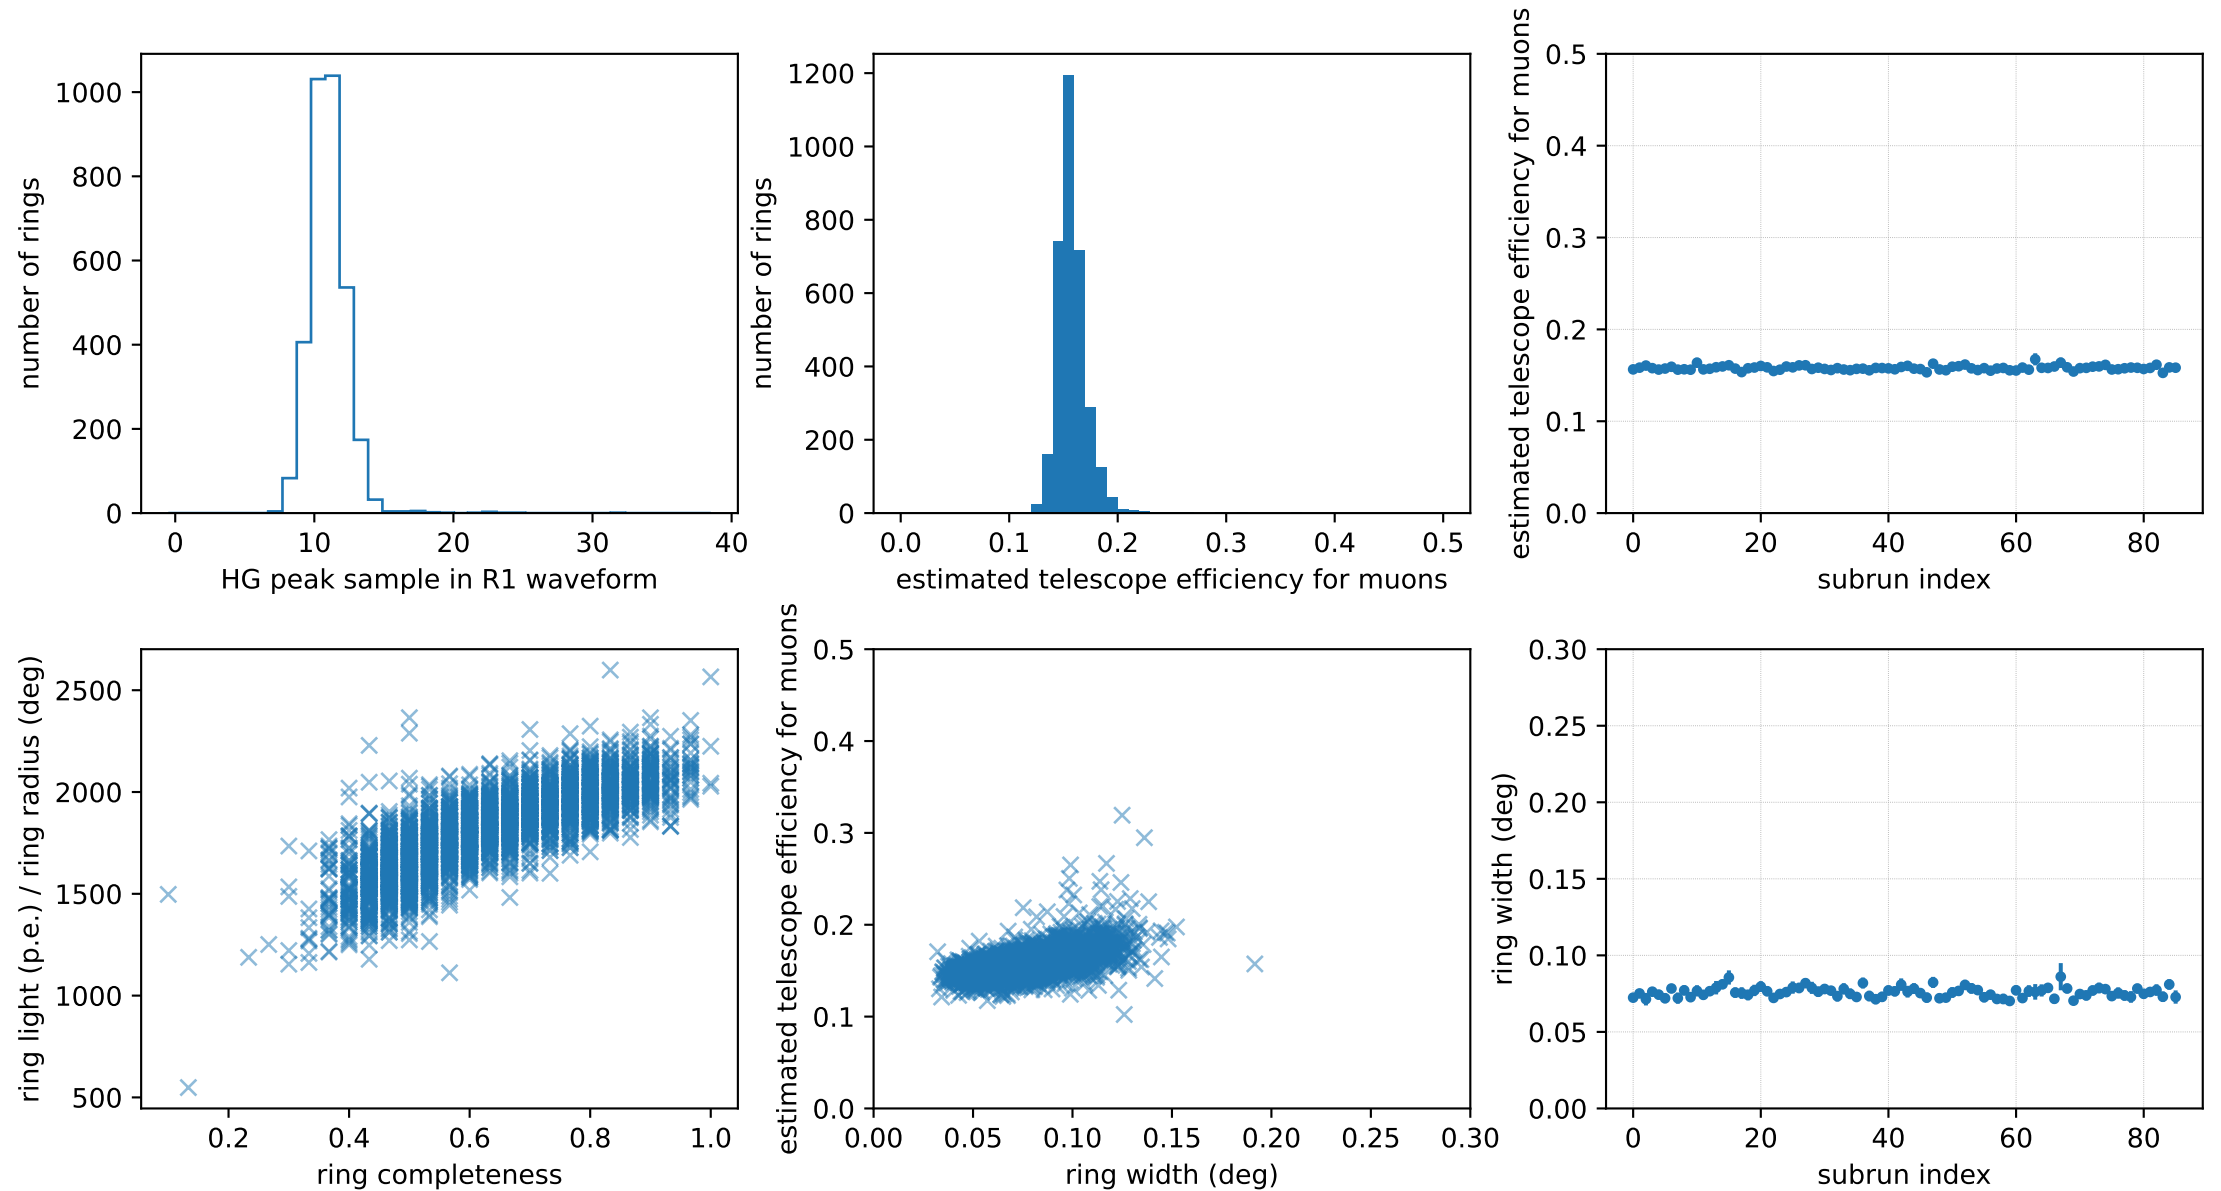 number of rings
1000
800
600
400
200
0
0 10 20 30 40
HG peak sample in R1 waveform
number of rings
1200
1000
800
600
400
200
0
0.0 0.1 0.2 0.3 0.4 0.5
estimated telescope efficiency for muons
estimated telescope efficiency for muons
0.5
0.4
0.3
0.2
0.1
0.0
0 20 40 60 80
subrun index
ring light (p.e.) / ring radius (deg)
2500
2000
1500
1000
500
0.2 0.4 0.6 0.8 1.0
ring completeness
estimated telescope efficiency for muons
0.5
0.4
0.3
0.2
0.1
0.0
0.00 0.05 0.10 0.15 0.20 0.25 0.30
ring width (deg)
ring width (deg)
0.30
0.25
0.20
0.15
0.10
0.05
0.00
0 20 40 60 80
subrun index